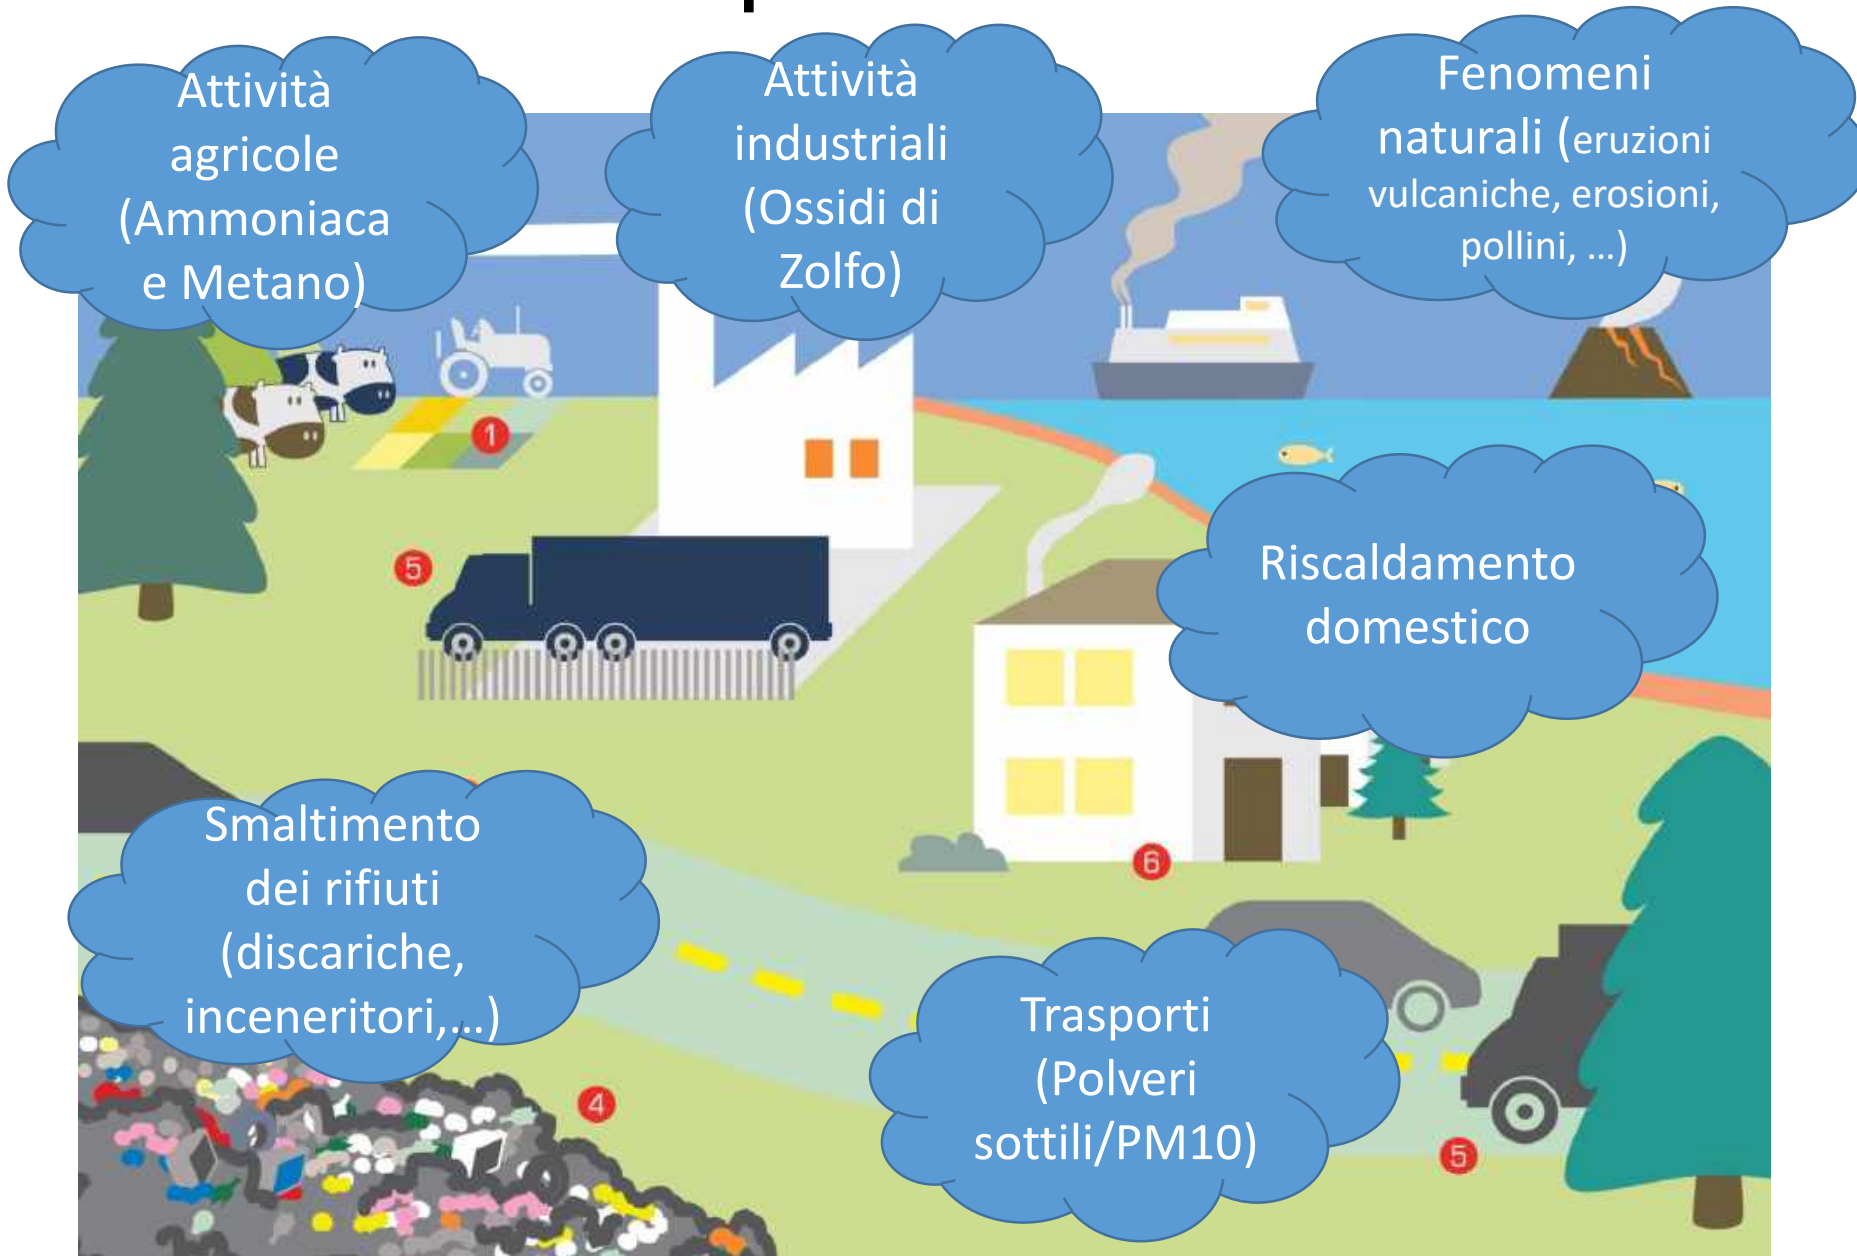 Attività
agricole
(Ammoniaca
e Metano)
Attività
industriali
(Ossidi di
Zolfo)
Fenomeni
naturali (eruzioni
vulcaniche, erosioni,
pollini, ...)
1
5
Riscaldamento
domestico
Smaltimento
dei rifiuti
(discariche,
inceneritori,...)
6
Trasporti
(Polveri
sottili/PM10)
4
5